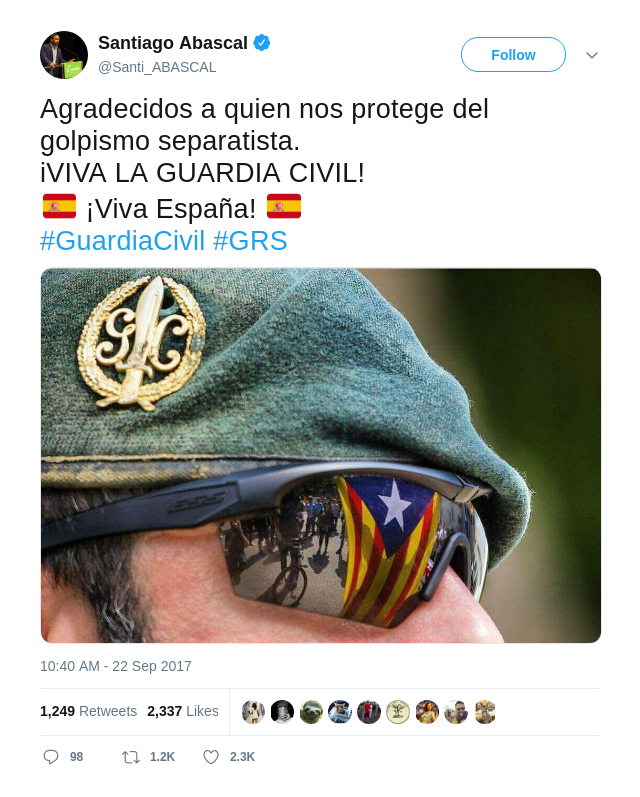 Santiago Abascal
@Santi_ABASCAL
Follow
Agradecidos a quien nos protege del
golpismo separatista.
¡VIVA LA GUARDIA CIVIL!
🇪🇸 ¡Viva España! 🇪🇸
#GuardiaCivil #GRS
10:40 AM - 22 Sep 2017
1,249 Retweets 2,337 Likes
98 1.2K 2.3K